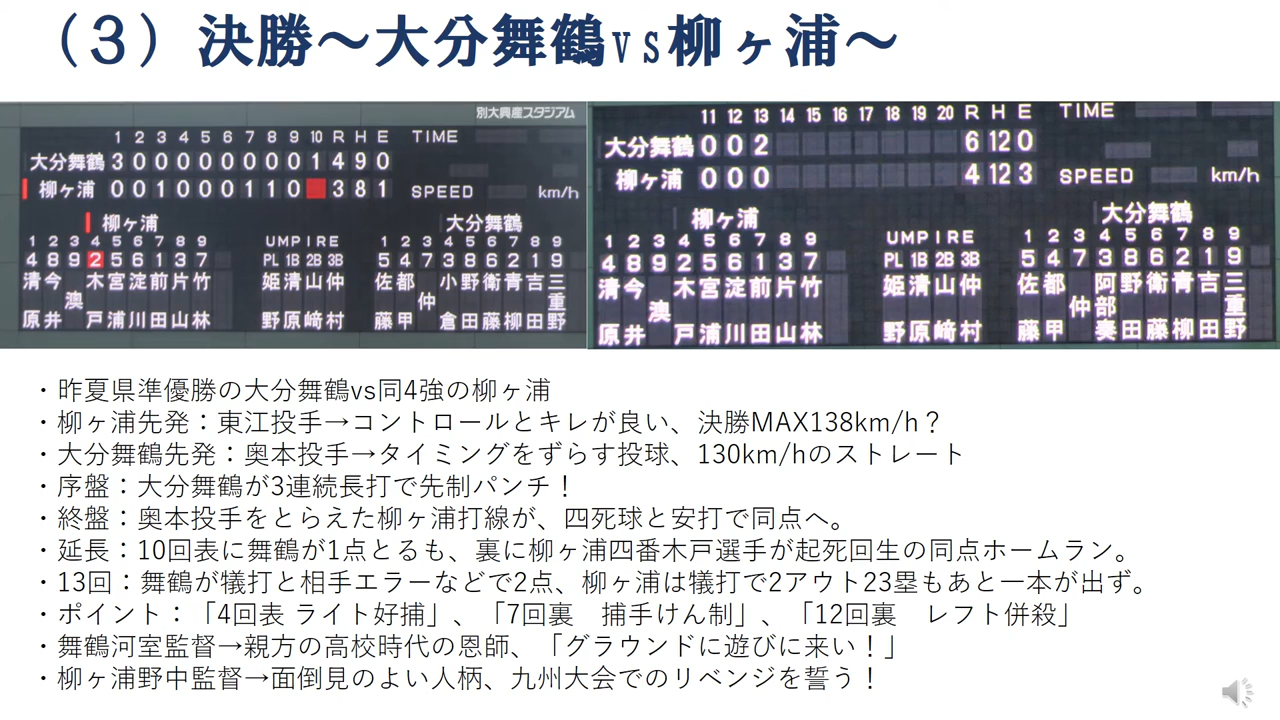 （３）決勝～大分舞鶴vs柳ヶ浦～
別大興産スタジアム
1 2 3 4 5 6 7 8 9 10 R H E TIME
大分舞鶴 3 0 0 0 0 0 0 0 0 1 4 9 0
柳ヶ浦 0 0 1 0 0 0 1 1 0 3 8 1 SPEED km/h
柳ヶ浦 大分舞鶴
1 2 3 4 5 6 7 8 9 UMPIRE 1 2 3 4 5 6 7 8 9
4 8 9 2 5 6 1 3 7 PL 1B 2B 3B 5 4 7 3 8 6 2 1 9
清原 今井 澳 木戸 宮浦 淀川 前田 片山 竹林 姫野 清原 山﨑 仲村 佐藤 都甲 仲 小倉 野田 衛藤 青柳 吉田 三重野
11 12 13 14 15 16 17 18 19 20 R H E TIME
大分舞鶴 0 0 2 6 12 0
柳ヶ浦 0 0 0 4 12 3 SPEED km/h
柳ヶ浦 大分舞鶴
1 2 3 4 5 6 7 8 9 UMPIRE 1 2 3 4 5 6 7 8 9
4 8 9 2 5 6 1 3 7 PL 1B 2B 3B 5 4 7 3 8 6 2 1 9
清原 今井 澳 木戸 宮浦 淀川 前田 片山 竹林 姫野 清原 山﨑 仲村 佐藤 都甲 仲 阿部奏 野田 衛藤 青柳 吉田 三重野
・昨夏県準優勝の大分舞鶴vs同4強の柳ヶ浦
・柳ヶ浦先発：東江投手→コントロールとキレが良い、決勝MAX138km/h？
・大分舞鶴先発：奥本投手→タイミングをずらす投球、130km/hのストレート
・序盤：大分舞鶴が3連続長打で先制パンチ！
・終盤：奥本投手をとらえた柳ヶ浦打線が、四死球と安打で同点へ。
・延長：10回表に舞鶴が1点とるも、裏に柳ヶ浦四番木戸選手が起死回生の同点ホームラン。
・13回：舞鶴が犠打と相手エラーなどで2点、柳ヶ浦は犠打で2アウト23塁もあと一本が出ず。
・ポイント：「4回表 ライト好捕」、「7回裏　捕手けん制」、「12回裏　レフト併殺」
・舞鶴河室監督→親方の高校時代の恩師、「グラウンドに遊びに来い！」
・柳ヶ浦野中監督→面倒見のよい人柄、九州大会でのリベンジを誓う！